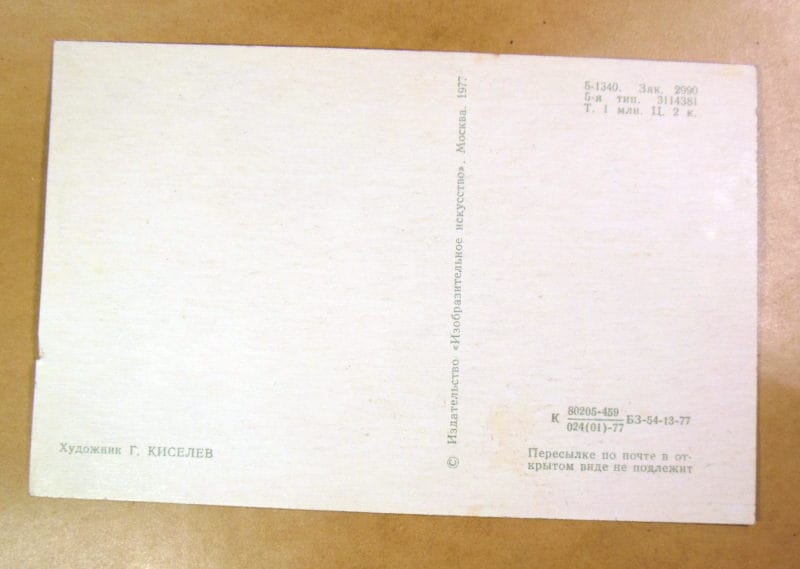 Б-1340. Зак. 2990
5-я тип. 3114381
Т. 1 млн. Ц. 2 к.
© Издательство «Изобразительное искусство». Москва. 1977
К 80205-459
024(01)-77 БЗ-54-13-77
Художник Г. КИСЕЛЕВ
Пересылке по почте в от-
крытом виде не подлежит